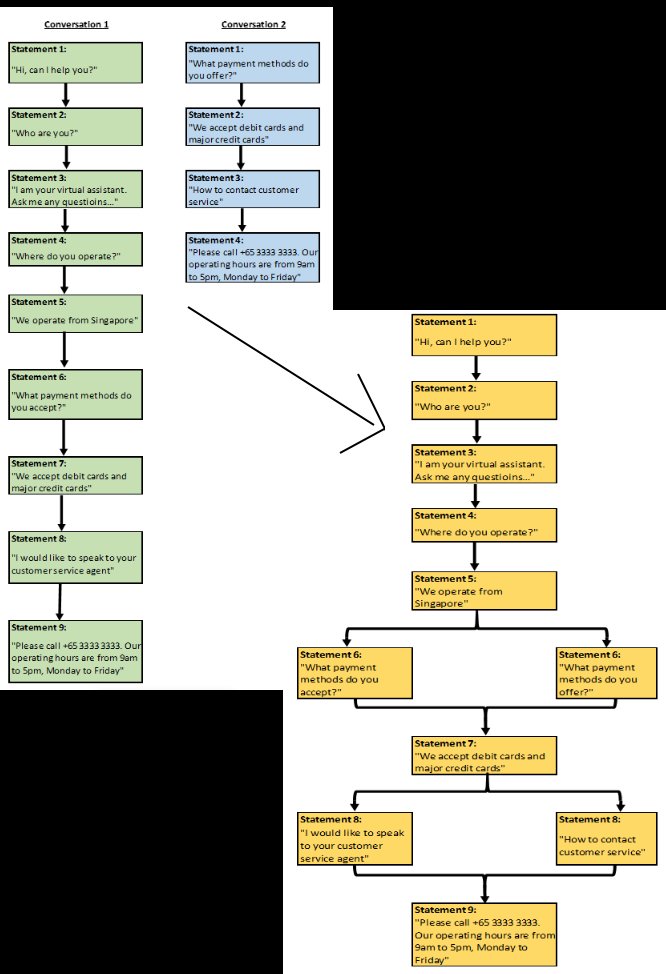 Conversation 1
Statement 1:
"Hi, can I help you?"
Statement 2:
"Who are you?"
Statement 3:
"I am your virtual assistant.
Ask me any questioins..."
Statement 4:
"Where do you operate?"
Statement 5:
"We operate from Singapore"
Statement 6:
"What payment methods do
you accept?"
Statement 7:
"We accept debit cards and
major credit cards"
Statement 8:
"I would like to speak to your
customer service agent"
Statement 9:
"Please call +65 3333 3333. Our
operating hours are from 9am
to 5pm, Monday to Friday"
Conversation 2
Statement 1:
"What payment methods do
you offer?"
Statement 2:
"We accept debit cards and
major credit cards"
Statement 3:
"How to contact customer
service"
Statement 4:
"Please call +65 3333 3333. Our
operating hours are from 9am
to 5pm, Monday to Friday"
Statement 1:
"Hi, can I help you?"
Statement 2:
"Who are you?"
Statement 3:
"I am your virtual assistant.
Ask me any questioins..."
Statement 4:
"Where do you operate?"
Statement 5:
"We operate from
Singapore"
Statement 6:
"What payment
methods do you
accept?"
Statement 6:
"What payment
methods do you
offer?"
Statement 7:
"We accept debit cards and
major credit cards"
Statement 8:
"I would like to speak
to your customer
service agent"
Statement 8:
"How to contact
customer service"
Statement 9:
"Please call +65 3333 3333.
Our operating hours are from
9am to 5pm, Monday to
Friday"